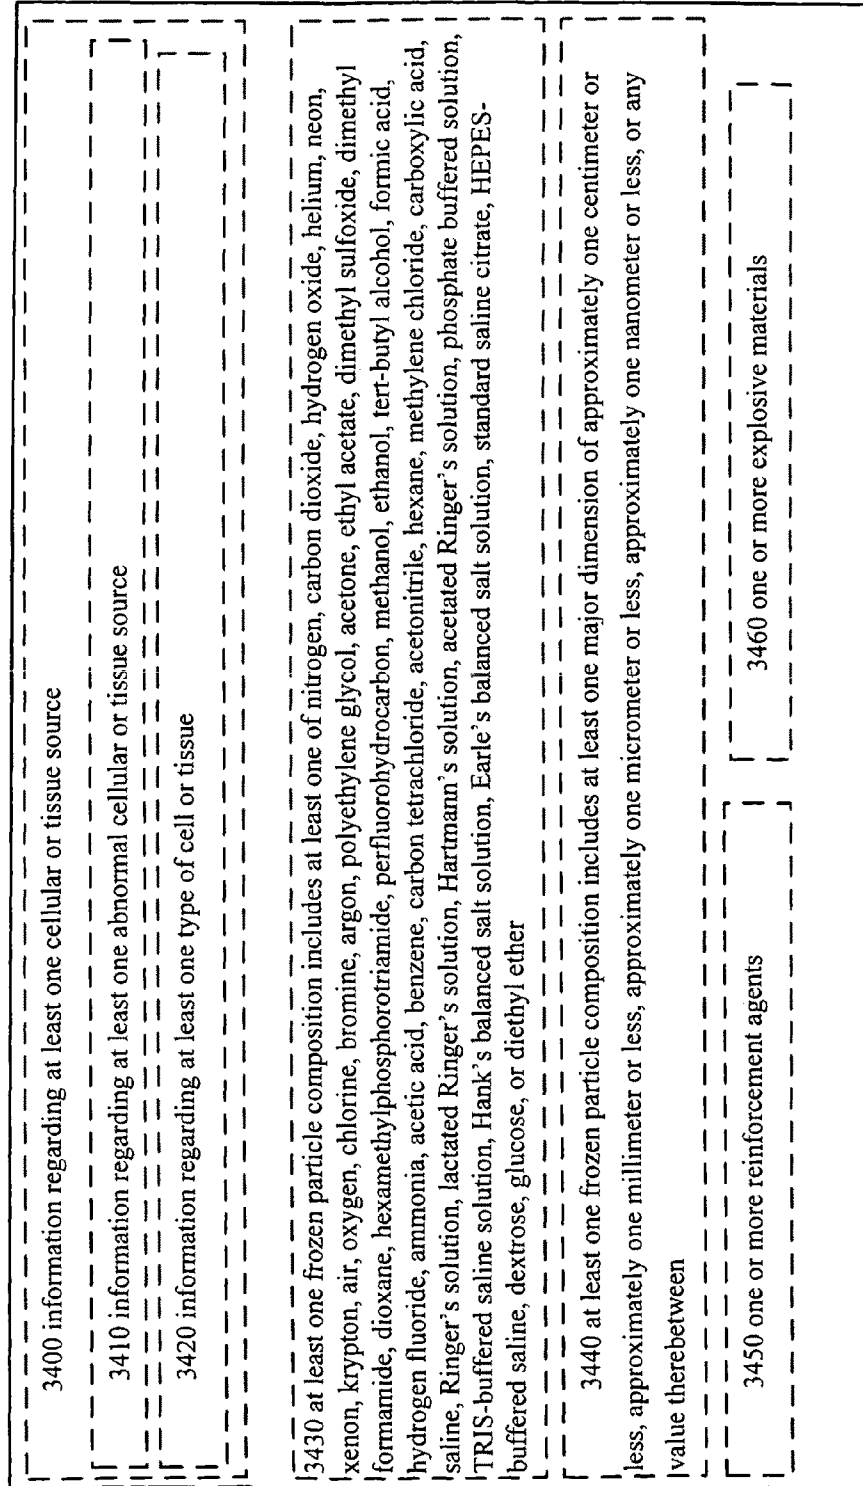 3400 information regarding at least one cellular or tissue source
3410 information regarding at least one abnormal cellular or tissue source
3420 information regarding at least one type of cell or tissue
3430 at least one frozen particle composition includes at least one of nitrogen, carbon dioxide, hydrogen oxide, helium, neon,
xenon, krypton, air, oxygen, chlorine, bromine, argon, polyethylene glycol, acetone, ethyl acetate, dimethyl sulfoxide, dimethyl
formamide, dioxane, hexamethylphosphorotriamide, perfluorohydrocarbon, methanol, ethanol, tert-butyl alcohol, formic acid,
hydrogen fluoride, ammonia, acetic acid, benzene, carbon tetrachloride, acetonitrile, hexane, methylene chloride, carboxylic acid,
saline, Ringer's solution, lactated Ringer's solution, Hartmann's solution, acetated Ringer's solution, phosphate buffered solution,
TRIS-buffered saline solution, Hank's balanced salt solution, Earle's balanced salt solution, standard saline citrate, HEPES-
buffered saline, dextrose, glucose, or diethyl ether
3440 at least one frozen particle composition includes at least one major dimension of approximately one centimeter or
less, approximately one millimeter or less, approximately one micrometer or less, approximately one nanometer or less, or any
value therebetween
3450 one or more reinforcement agents
3460 one or more explosive materials